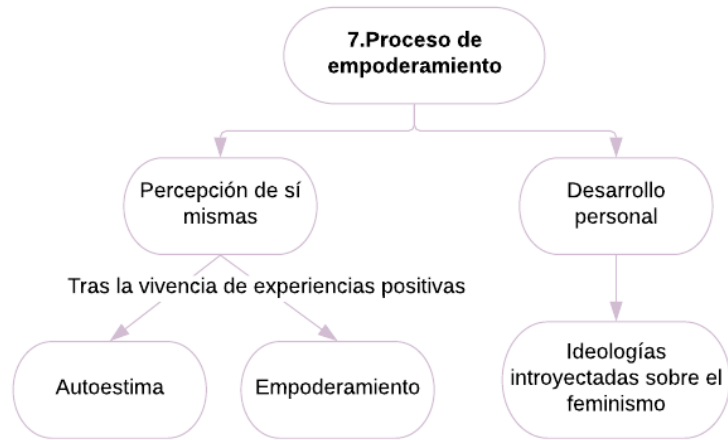 7.Proceso de
empoderamiento
Percepción de sí
mismas
Desarrollo
personal
Tras la vivencia de experiencias positivas
Autoestima
Empoderamiento
Ideologías
introyectadas sobre el
feminismo